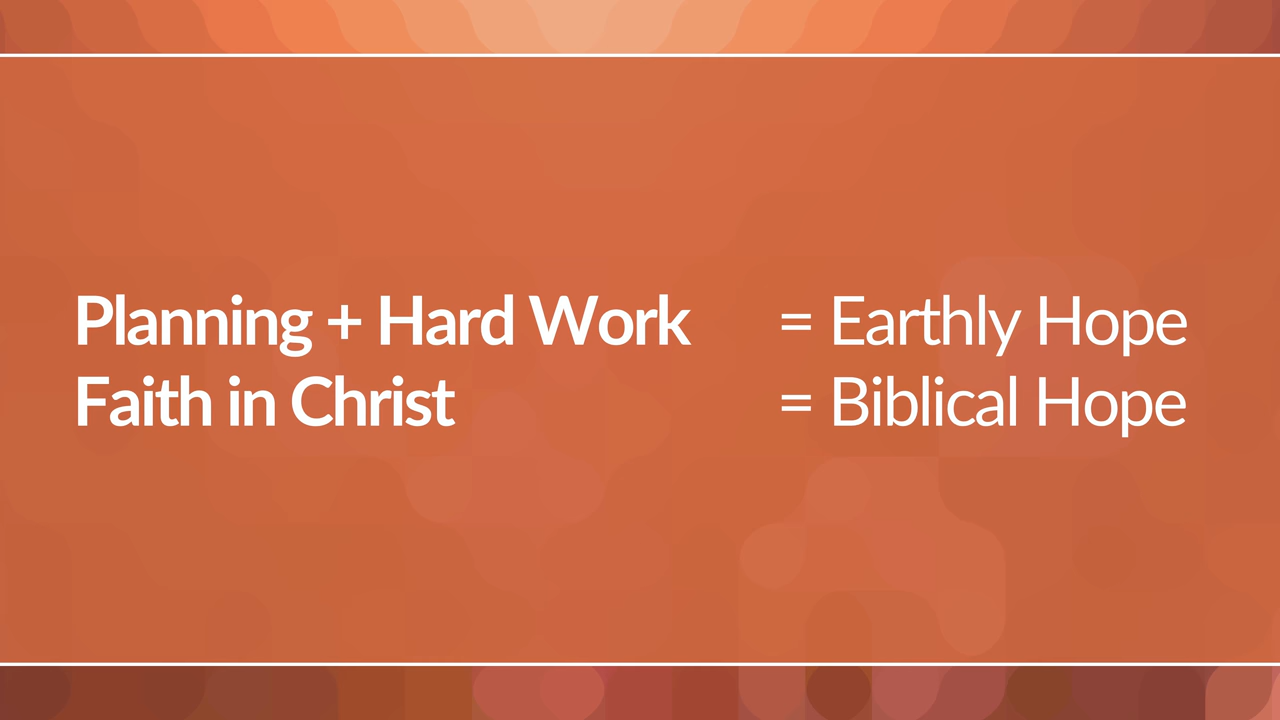 Planning + Hard Work = Earthly Hope
Faith in Christ = Biblical Hope